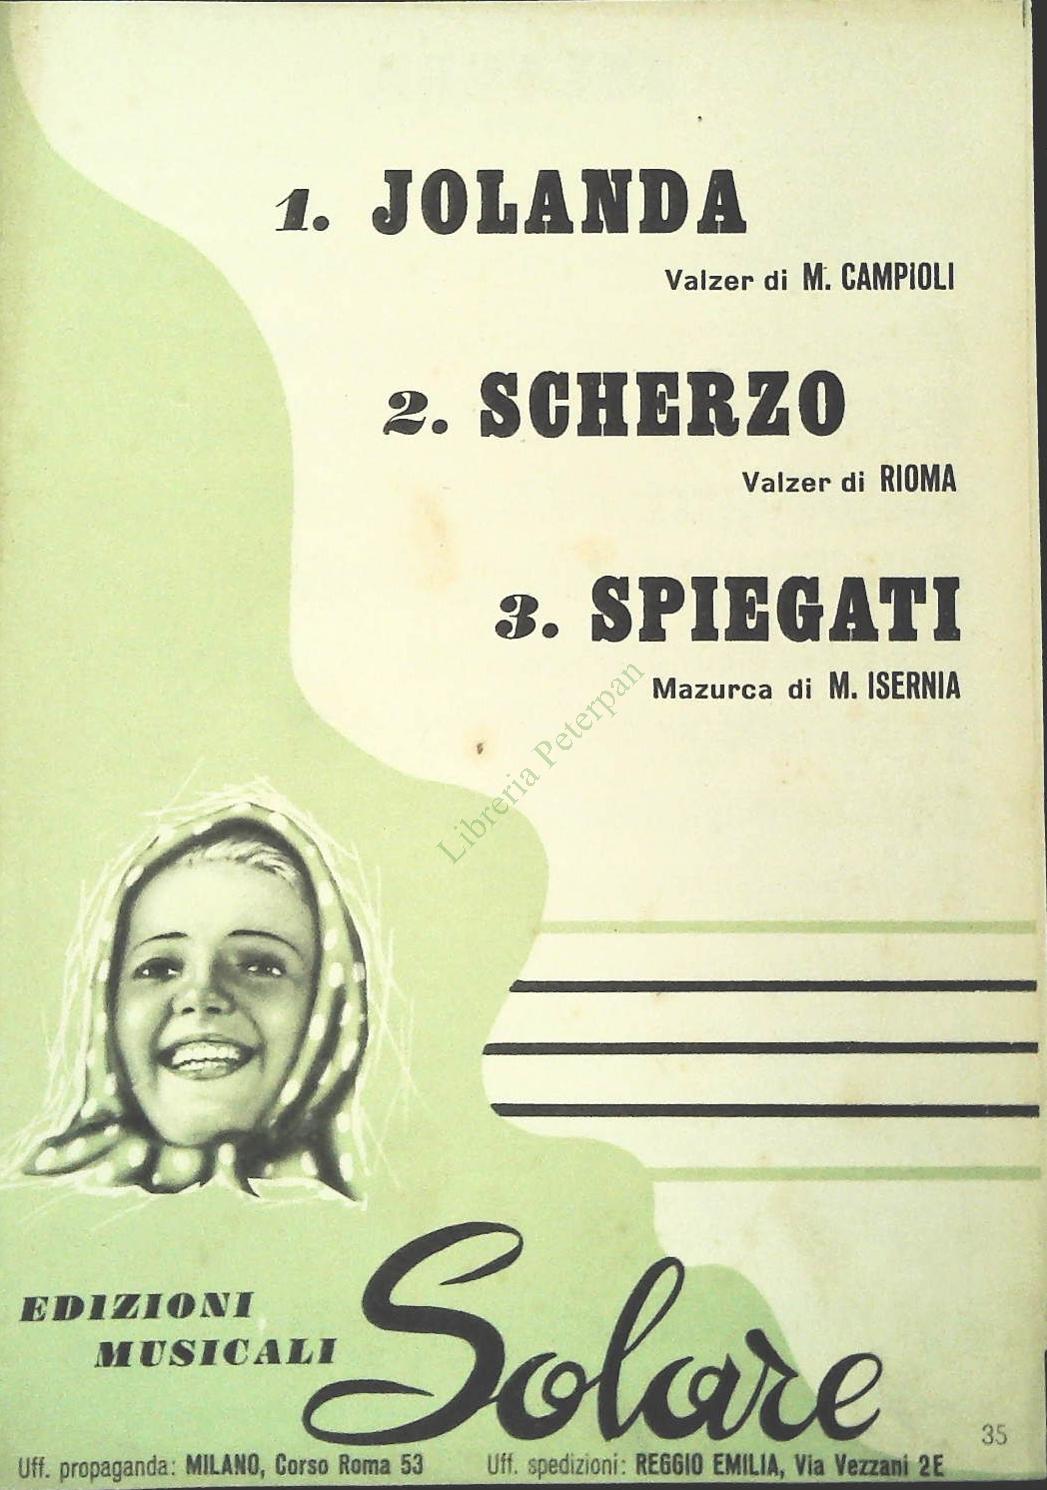 1. JOLANDA
Valzer di M. CAMPIOLI
2. SCHERZO
Valzer di RIOMA
3. SPIEGATI
Mazurca di M. ISERNIA
Libreria Peterpan
EDIZIONI
MUSICALI
Solare
35
Uff. propaganda: MILANO, Corso Roma 53 Uff. spedizioni: REGGIO EMILIA, Via Vezzani 2E